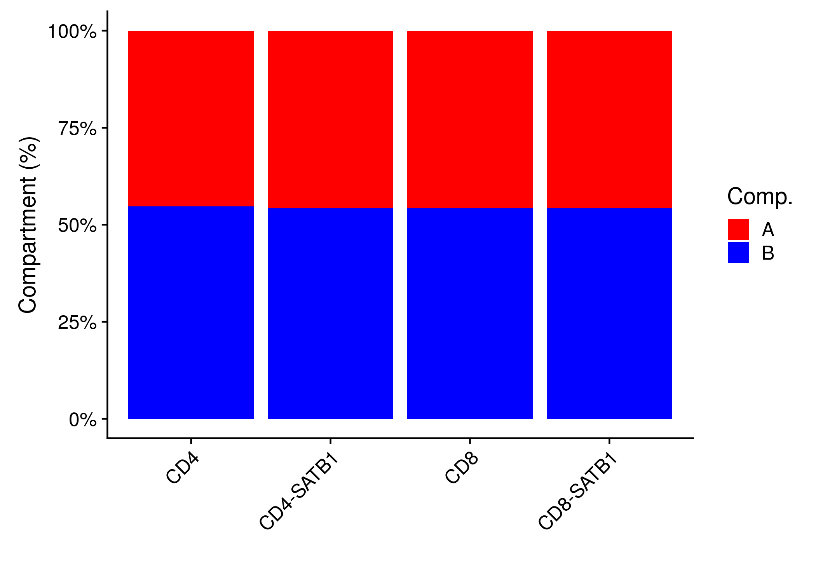 Compartment (%)
100%
75%
50%
25%
0%
CD4
CD4-SATB1
CD8
CD8-SATB1
Comp.
A
B